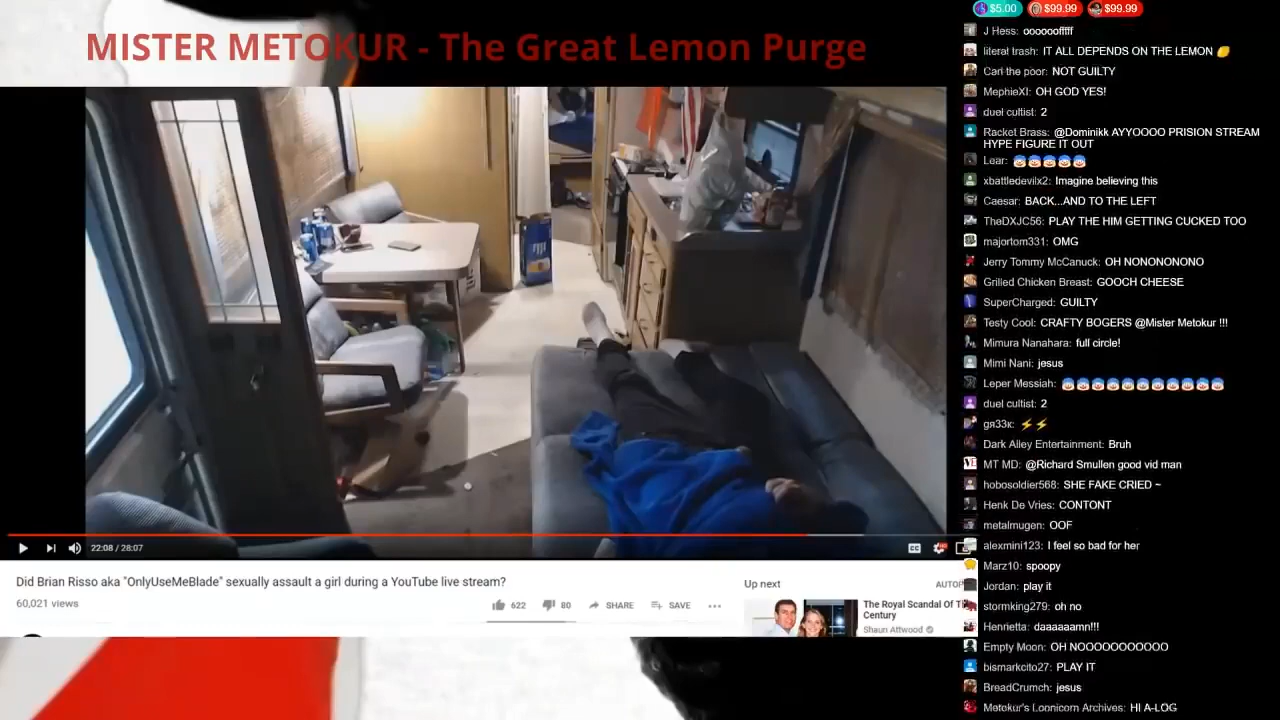 MISTER METOKUR - The Great Lemon Purge
22:08 / 28:07
CC
Did Brian Risso aka "OnlyUseMeBlade" sexually assault a girl during a YouTube live stream?
60,021 views
622
80
SHARE
SAVE
Up next
AUTOP
The Royal Scandal Of Th
Century
Shaun Attwood
$5.00
$99.99
$99.99
J Hess: ooooooffff
literal trash: IT ALL DEPENDS ON THE LEMON 🍋
Carl the poor: NOT GUILTY
MephieXI: OH GOD YES!
duel cultist: 2
Racket Brass: @Dominikk AYYOOOO PRISION STREAM
HYPE FIGURE IT OUT
Lear: 🤡🤡🤡🤡🤡
xbattledevilx2: Imagine believing this
Caesar: BACK...AND TO THE LEFT
TheDXJC56: PLAY THE HIM GETTING CUCKED TOO
majortom331: OMG
Jerry Tommy McCanuck: OH NONONONONO
Grilled Chicken Breast: GOOCH CHEESE
SuperCharged: GUILTY
Testy Cool: CRAFTY BOGERS @Mister Metokur !!!
Mimura Nanahara: full circle!
Mimi Nani: jesus
Leper Messiah: 🤡🤡🤡🤡🤡🤡🤡🤡🤡🤡🤡
duel cultist: 2
gя33к: ⚡⚡
Dark Alley Entertainment: Bruh
MT MD: @Richard Smullen good vid man
hobosoldier568: SHE FAKE CRIED ~
Henk De Vries: CONTONT
metalmugen: OOF
alexmini123: I feel so bad for her
Marz10: spoopy
Jordan: play it
stormking279: oh no
Henrietta: daaaaaamn!!!
Empty Moon: OH NOOOOOOOOOOO
bismarkcito27: PLAY IT
BreadCrumch: jesus
Metokur's Loonicorn Archives: HI A-LOG